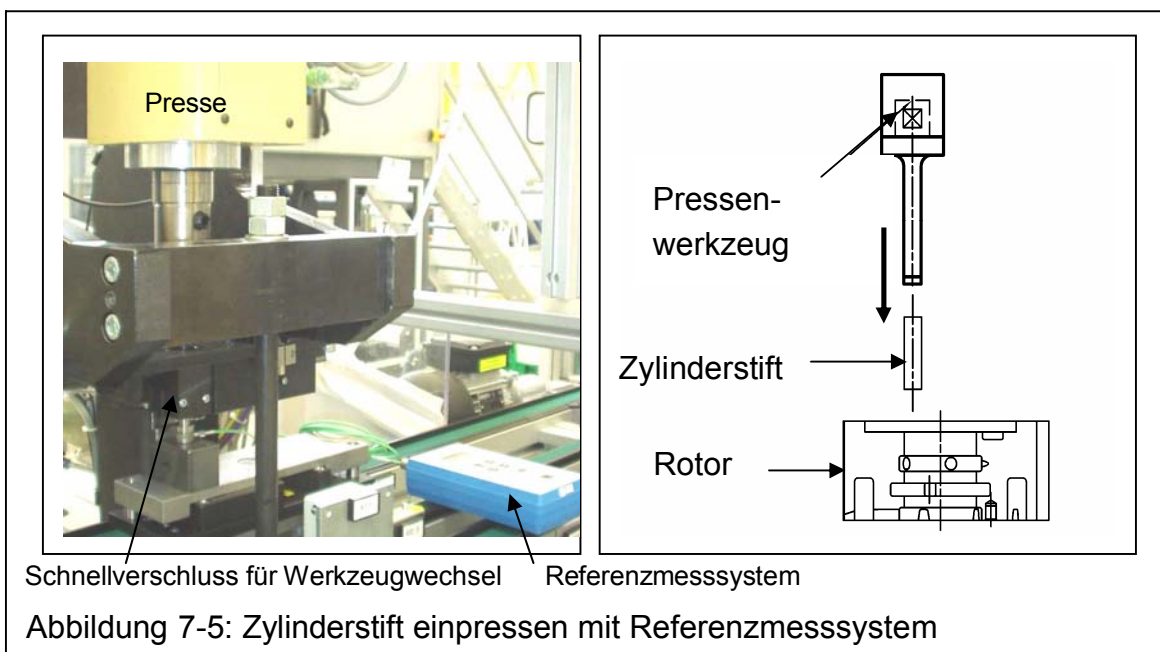 Presse
Pressen-
werkzeug
Zylinderstift
Rotor
Schnellverschluss für Werkzeugwechsel
Referenzmesssystem
Abbildung 7-5: Zylinderstift einpressen mit Referenzmesssystem